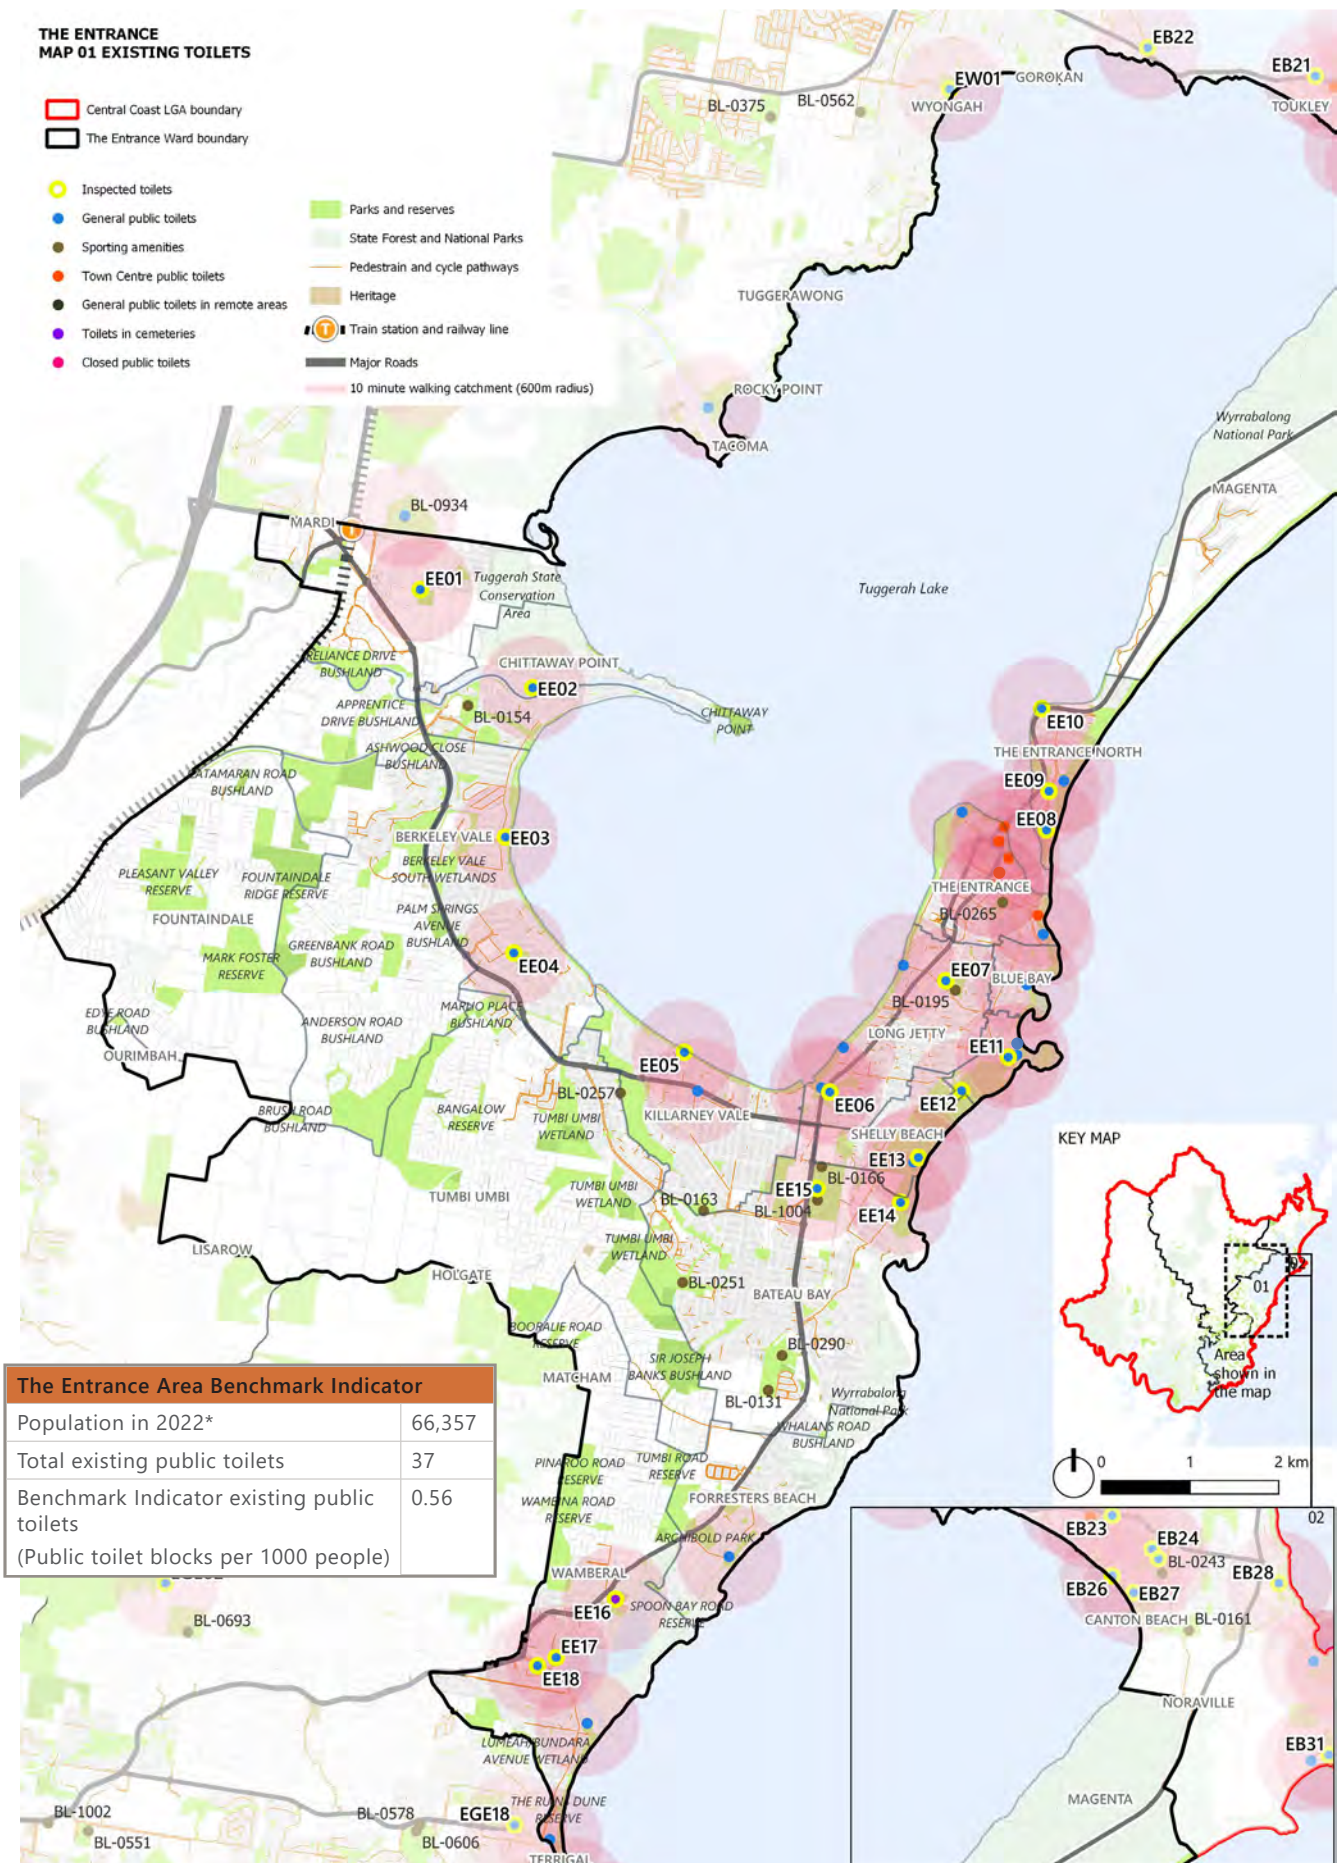 THE ENTRANCE
MAP 01 EXISTING TOILETS
Central Coast LGA boundary
The Entrance Ward boundary
Inspected toilets
General public toilets
Sporting amenities
Town Centre public toilets
General public toilets in remote areas
Toilets in cemeteries
Closed public toilets
Parks and reserves
State Forest and National Parks
Pedestrain and cycle pathways
Heritage
T
Train station and railway line
Major Roads
10 minute walking catchment (600m radius)
EB22
EB21
EW01
GOROKAN
BL-0375
BL-0562
WYONGAH
TOUKLEY
TUGGERAWONG
ROCKY POINT
TACOMA
Wyrrabalong
National Park
MAGENTA
BL-0934
MARDI
T
EE01
Tuggerah State
Conservation
Area
Tuggerah Lake
RELIANCE DRIVE
BUSHLAND
CHITTAWAY POINT
EE02
APPRENTICE
DRIVE BUSHLAND
BL-0154
CHITTAWAY
POINT
EE10
ASHWOOD CLOSE
BUSHLAND
THE ENTRANCE NORTH
CATAMARAN ROAD
BUSHLAND
EE09
EE08
BERKELEY VALE
EE03
BERKELEY VALE
SOUTH WETLANDS
PLEASANT VALLEY
RESERVE
FOUNTAINDALE
RIDGE RESERVE
THE ENTRANCE
BL-0265
FOUNTAINDALE
PALM SPRINGS
AVENUE
BUSHLAND
GREENBANK ROAD
BUSHLAND
MARK FOSTER
RESERVE
EE04
EE07
BLUE BAY
BL-0195
EDYE ROAD
BUSHLAND
MARLO PLACE
BUSHLAND
ANDERSON ROAD
BUSHLAND
LONG JETTY
OURIMBAH
EE11
EE05
BL-0257
EE06
EE12
BRUSH ROAD
BUSHLAND
BANGALOW
RESERVE
TUMBI UMBI
WETLAND
KILLARNEY VALE
SHELLY BEACH
KEY MAP
EE13
BL-0166
TUMBI UMBI
TUMBI UMBI
WETLAND
BL-0163
EE15
BL-1004
EE14
LISAROW
TUMBI UMBI
WETLAND
HOLGATE
BL-0251
BATEAU BAY
01
BOORALIE ROAD
RESERVE
BL-0290
SIR JOSEPH
BANKS BUSHLAND
Area
shown in
the map
MATCHAM
BL-0131
Wyrrabalong
National Park
WHALANS ROAD
BUSHLAND
The Entrance Area Benchmark Indicator
Population in 2022* 66,357
Total existing public toilets 37
Benchmark Indicator existing public
toilets 0.56
(Public toilet blocks per 1000 people)
PINAROO ROAD
RESERVE
TUMBI ROAD
RESERVE
0 1 2 km
WAMBINA ROAD
RESERVE
FORRESTERS BEACH
ARCHIBOLD PARK
02
EB23
EB24
BL-0243
EB26
EB27
EB28
CANTON BEACH
BL-0161
WAMBERAL
EE16
SPOON BAY ROAD
RESERVE
BL-0693
EE17
EE18
NORAVILLE
LUMEAH/BUNDARA
AVENUE WETLAND
EB31
MAGENTA
THE RUINS DUNE
RESERVE
BL-1002
BL-0551
BL-0578
BL-0606
EGE18
TERRIGAL